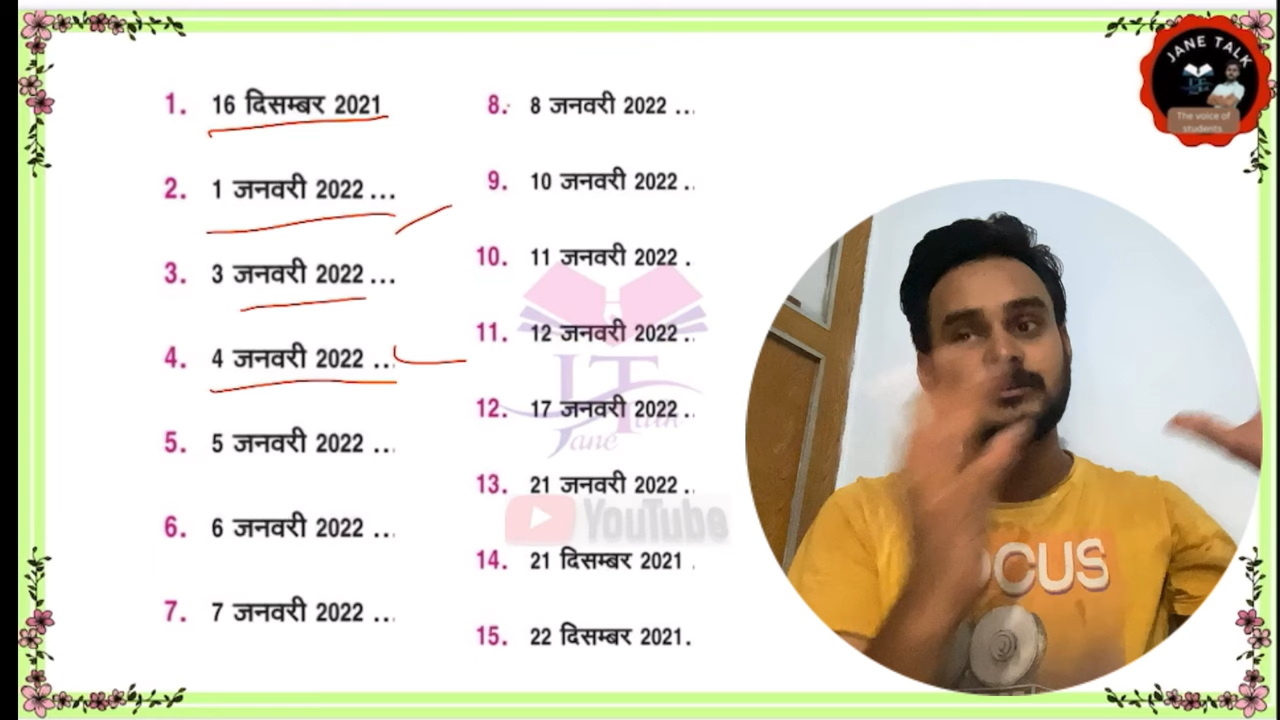 1. 16 दिसम्बर 2021
2. 1 जनवरी 2022 ...
3. 3 जनवरी 2022 ...
4. 4 जनवरी 2022 ...
5. 5 जनवरी 2022 ...
6. 6 जनवरी 2022 ...
7. 7 जनवरी 2022 ...
8. 8 जनवरी 2022 ...
9. 10 जनवरी 2022 ..
10. 11 जनवरी 2022 .
11. 12 जनवरी 2022 ..
12. 17 जनवरी 2022 ..
13. 21 जनवरी 2022 ..
14. 21 दिसम्बर 2021 .
15. 22 दिसम्बर 2021.
JT
Jane Talk
YouTube
JANE TALK
The voice of
students
OCUS